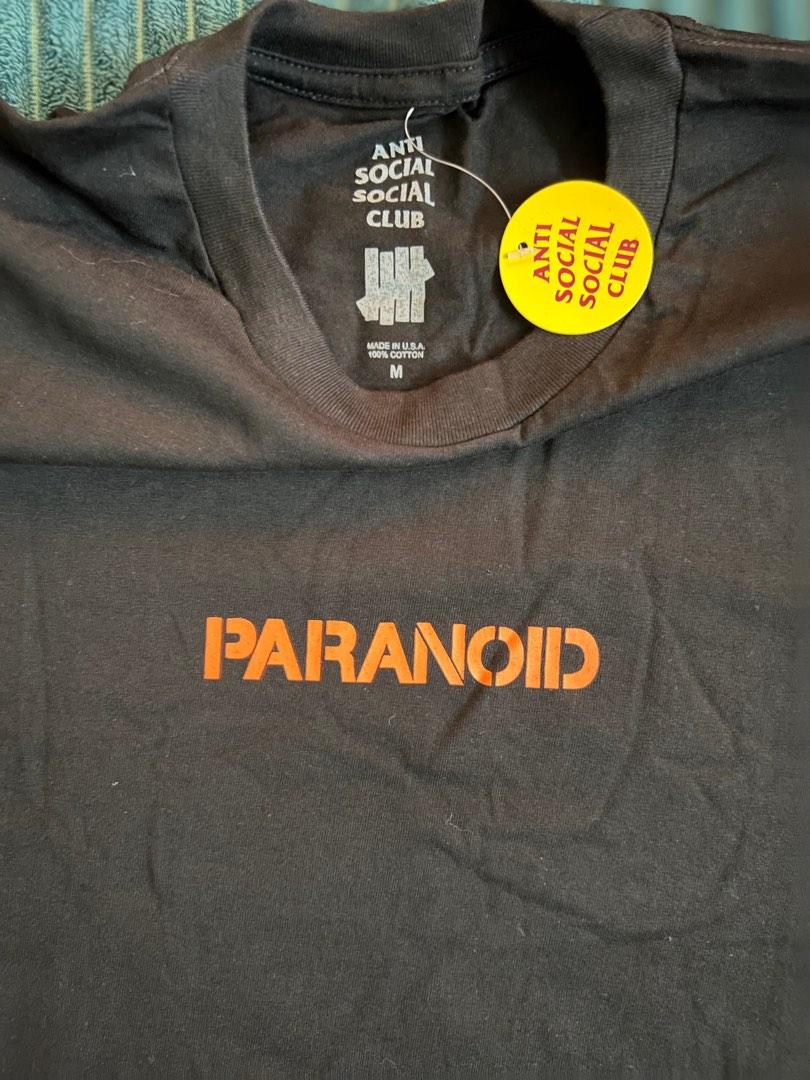 ANTI
SOCIAL
SOCIAL
CLUB
MADE IN U.S.A.
100% COTTON
M
ANTI
SOCIAL
SOCIAL
CLUB
PARANOID